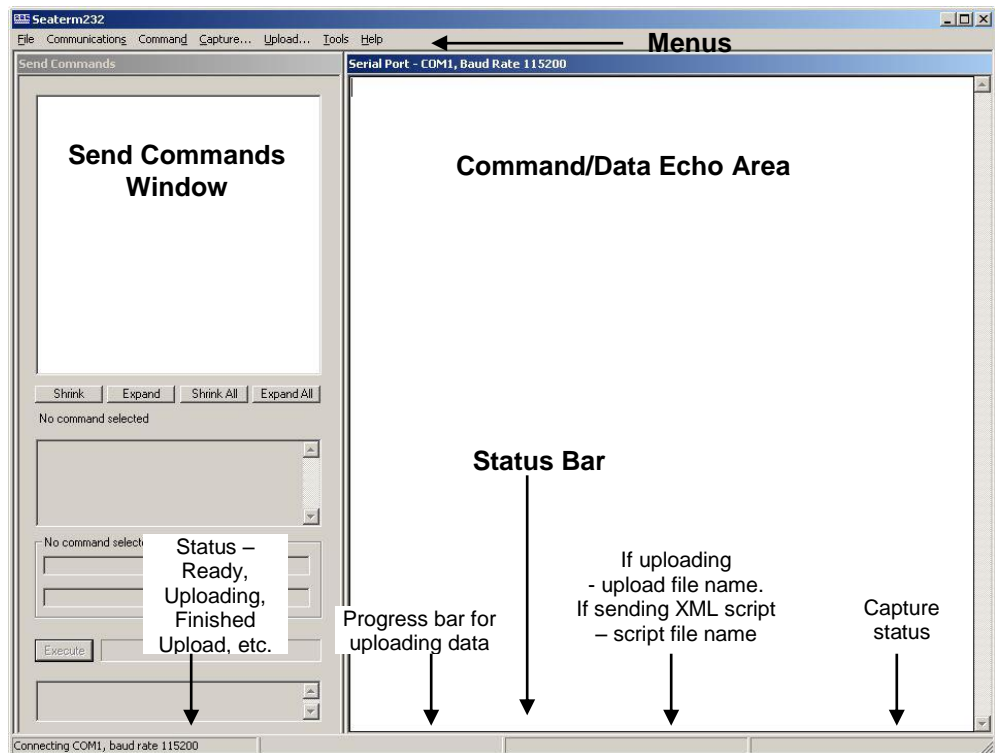 Seaterm232
File Communications Command Capture... Upload... Tools Help
Menus
Send Commands
Serial Port - COM1, Baud Rate 115200
Send Commands
Window
Command/Data Echo Area
Shrink Expand Shrink All Expand All
No command selected
Status Bar
No command selec
Status –
Ready,
Uploading,
Finished
Upload, etc.
Progress bar for
uploading data
If uploading
- upload file name.
If sending XML script
– script file name
Capture
status
Execute
Connecting COM1, baud rate 115200